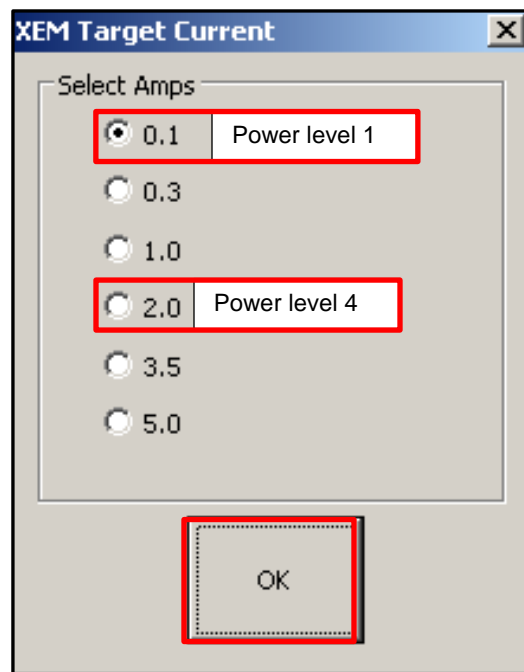 XEM Target Current
Select Amps
0.1 Power level 1
0.3
1.0
2.0 Power level 4
3.5
5.0
OK